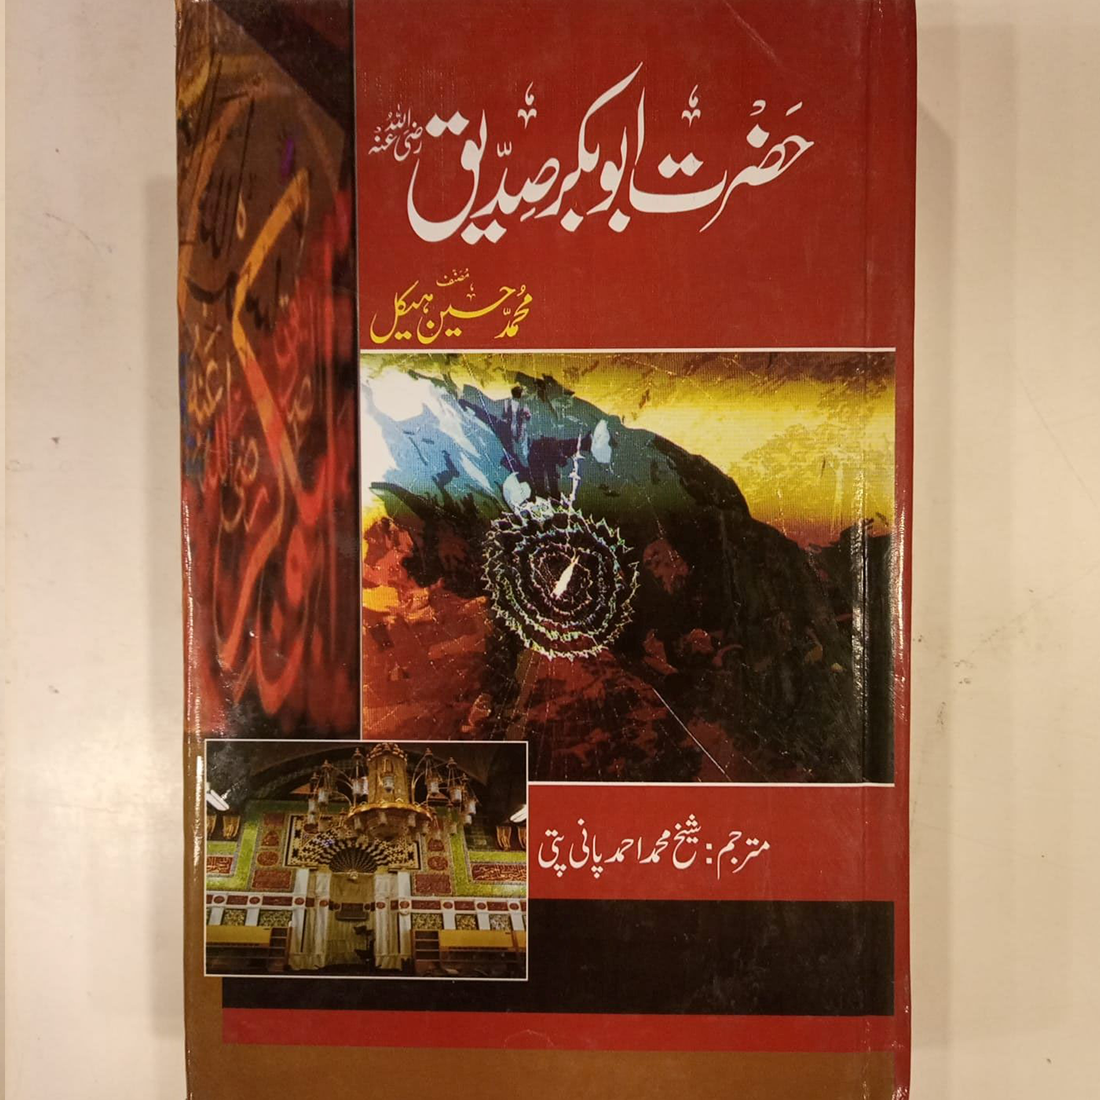 حضرت ابوبکر صدیق رضی اللہ عنہ
مصنف
محمد حسین ہیکل
مترجم: شیخ محمد احمد پانی پتی